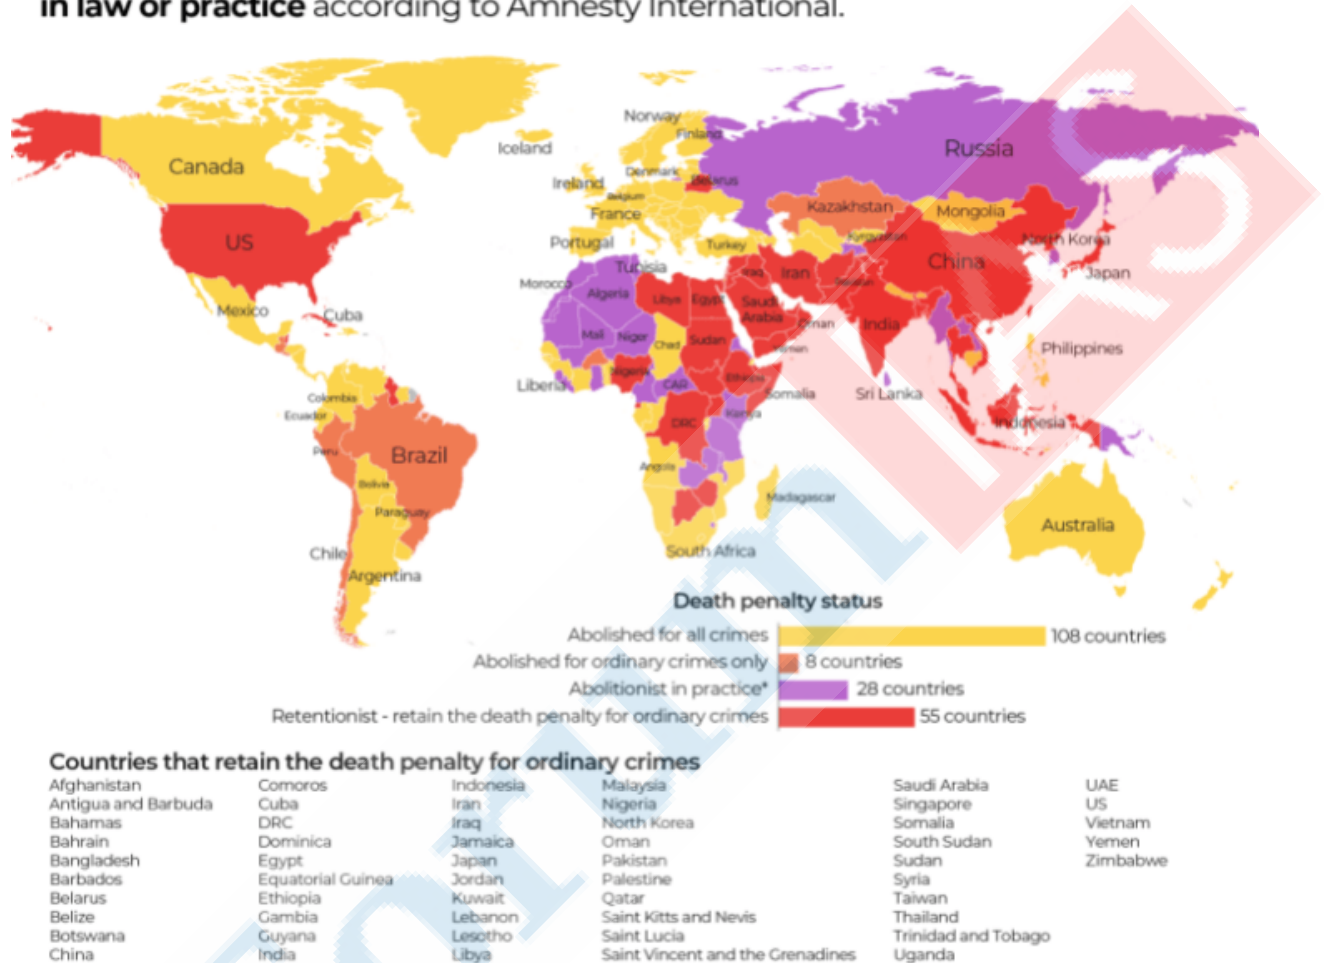 in law or practice according to Amnesty International.
Norway
Finland
Iceland
Russia
Canada
Denmark
Ireland
Belarus
Belgium
Kazakhstan
France
Mongolia
US
Portugal
Turkey
Kyrgyzstan
North Korea
Tunisia
China
Morocco
Iraq
Iran
Japan
Algeria
Libya
Egypt
Saudi
Arabia
Mexico
Cuba
Oman
India
Mali
Niger
Chad
Sudan
Yemen
Philippines
Nigeria
Ethiopia
Liberia
CAR
Somalia
Sri Lanka
Colombia
Ecuador
Kenya
DRC
Indonesia
Peru
Brazil
Angola
Bolivia
Madagascar
Paraguay
Australia
Chile
South Africa
Argentina
Death penalty status
Abolished for all crimes 108 countries
Abolished for ordinary crimes only 8 countries
Abolitionist in practice* 28 countries
Retentionist - retain the death penalty for ordinary crimes 55 countries
Countries that retain the death penalty for ordinary crimes
Afghanistan Comoros Indonesia Malaysia Saudi Arabia UAE
Antigua and Barbuda Cuba Iran Nigeria Singapore US
Bahamas DRC Iraq North Korea Somalia Vietnam
Bahrain Dominica Jamaica Oman South Sudan Yemen
Bangladesh Egypt Japan Pakistan Sudan Zimbabwe
Barbados Equatorial Guinea Jordan Palestine Syria
Belarus Ethiopia Kuwait Qatar Taiwan
Belize Gambia Lebanon Saint Kitts and Nevis Thailand
Botswana Guyana Lesotho Saint Lucia Trinidad and Tobago
China India Libya Saint Vincent and the Grenadines Uganda